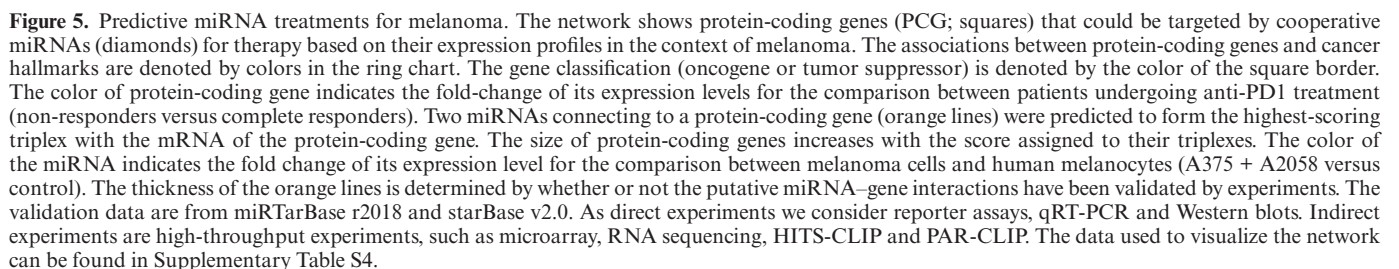 Figure 5. Predictive miRNA treatments for melanoma. The network shows protein-coding genes (PCG; squares) that could be targeted by cooperative
miRNAs (diamonds) for therapy based on their expression profiles in the context of melanoma. The associations between protein-coding genes and cancer
hallmarks are denoted by colors in the ring chart. The gene classification (oncogene or tumor suppressor) is denoted by the color of the square border.
The color of protein-coding gene indicates the fold-change of its expression levels for the comparison between patients undergoing anti-PD1 treatment
(non-responders versus complete responders). Two miRNAs connecting to a protein-coding gene (orange lines) were predicted to form the highest-scoring
triplex with the mRNA of the protein-coding gene. The size of protein-coding genes increases with the score assigned to their triplexes. The color of
the miRNA indicates the fold change of its expression level for the comparison between melanoma cells and human melanocytes (A375 + A2058 versus
control). The thickness of the orange lines is determined by whether or not the putative miRNA–gene interactions have been validated by experiments. The
validation data are from miRTarBase r2018 and starBase v2.0. As direct experiments we consider reporter assays, qRT-PCR and Western blots. Indirect
experiments are high-throughput experiments, such as microarray, RNA sequencing, HITS-CLIP and PAR-CLIP. The data used to visualize the network
can be found in Supplementary Table S4.